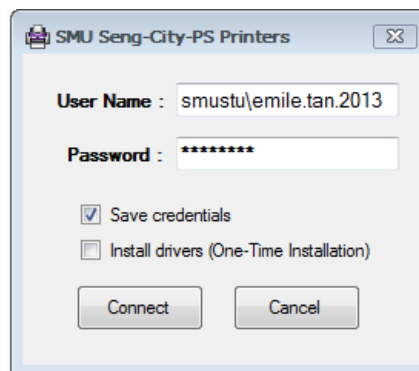 SMU Seng-City-PS Printers
User Name : smustu\emile.tan.2013
Password : ********
Save credentials
Install drivers (One-Time Installation)
Connect Cancel